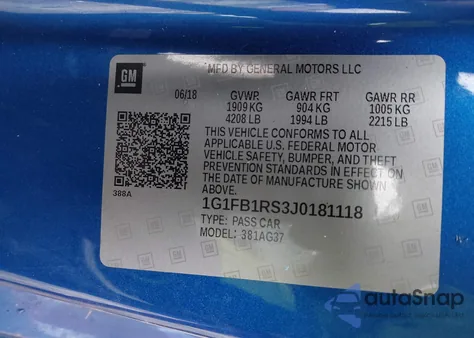 MFD BY GENERAL MOTORS LLC
GM
06/18 GVWR GAWR FRT GAWR RR
1909 KG 904 KG 1005 KG
4208 LB 1994 LB 2215 LB
THIS VEHICLE CONFORMS TO ALL
APPLICABLE U.S. FEDERAL MOTOR
VEHICLE SAFETY, BUMPER, AND THEFT
PREVENTION STANDARDS IN EFFECT ON
THE DATE OF MANUFACTURE SHOWN
ABOVE.
388A
1G1FB1RS3J0181118
TYPE: PASS CAR
MODEL: 381AG37
autoSnap